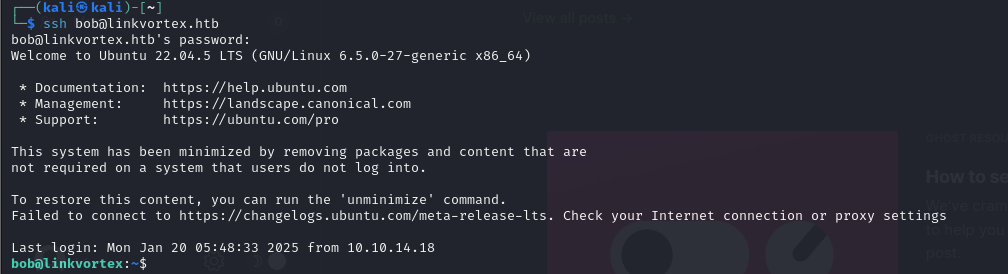 ┌──(kali㉿kali)-[~]
└─$ ssh bob@linkvortex.htb
View all posts →
bob@linkvortex.htb's password:
Welcome to Ubuntu 22.04.5 LTS (GNU/Linux 6.5.0-27-generic x86_64)
* Documentation:  https://help.ubuntu.com
* Management:     https://landscape.canonical.com
* Support:        https://ubuntu.com/pro
This system has been minimized by removing packages and content that are
not required on a system that users do not log into.
To restore this content, you can run the 'unminimize' command.
Failed to connect to https://changelogs.ubuntu.com/meta-release-lts. Check your Internet connection or proxy settings
Last login: Mon Jan 20 05:48:33 2025 from 10.10.14.18
bob@linkvortex:~$
How to se
We've cram
to help you
post.